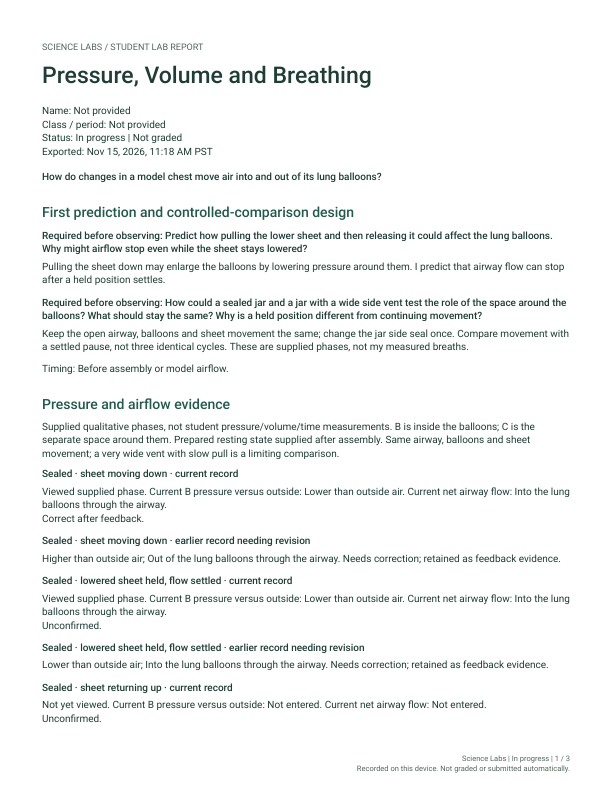 SCIENCE LABS / STUDENT LAB REPORT
Pressure, Volume and Breathing
Name: Not provided
Class / period: Not provided
Status: In progress | Not graded
Exported: Nov 15, 2026, 11:18 AM PST
How do changes in a model chest move air into and out of its lung balloons?
First prediction and controlled-comparison design
Required before observing: Predict how pulling the lower sheet and then releasing it could affect the lung balloons.
Why might airflow stop even while the sheet stays lowered?
Pulling the sheet down may enlarge the balloons by lowering pressure around them. I predict that airway flow can stop
after a held position settles.
Required before observing: How could a sealed jar and a jar with a wide side vent test the role of the space around the
balloons? What should stay the same? Why is a held position different from continuing movement?
Keep the open airway, balloons and sheet movement the same; change the jar side seal once. Compare movement with
a settled pause, not three identical cycles. These are supplied phases, not my measured breaths.
Timing: Before assembly or model airflow.
Pressure and airflow evidence
Supplied qualitative phases, not student pressure/volume/time measurements. B is inside the balloons; C is the
separate space around them. Prepared resting state supplied after assembly. Same airway, balloons and sheet
movement; a very wide vent with slow pull is a limiting comparison.
Sealed · sheet moving down · current record
Viewed supplied phase. Current B pressure versus outside: Lower than outside air. Current net airway flow: Into the lung
balloons through the airway.
Correct after feedback.
Sealed · sheet moving down · earlier record needing revision
Higher than outside air; Out of the lung balloons through the airway. Needs correction; retained as feedback evidence.
Sealed · lowered sheet held, flow settled · current record
Viewed supplied phase. Current B pressure versus outside: Lower than outside air. Current net airway flow: Into the lung
balloons through the airway.
Unconfirmed.
Sealed · lowered sheet held, flow settled · earlier record needing revision
Lower than outside air; Into the lung balloons through the airway. Needs correction; retained as feedback evidence.
Sealed · sheet returning up · current record
Not yet viewed. Current B pressure versus outside: Not entered. Current net airway flow: Not entered.
Unconfirmed.
Science Labs | In progress | 1 / 3
Recorded on this device. Not graded or submitted automatically.